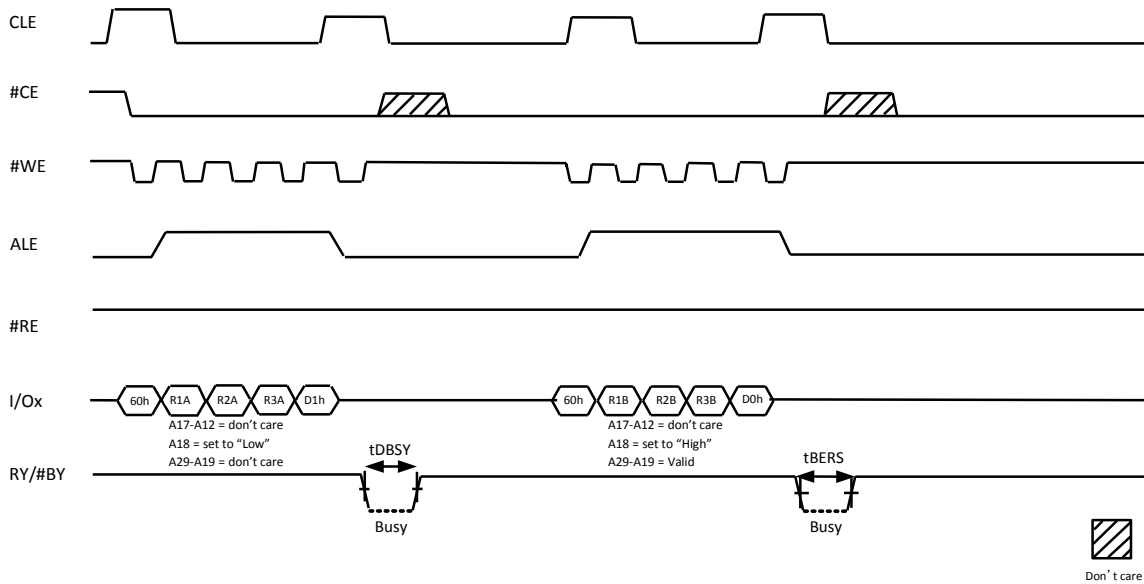 CLE
#CE
#WE
ALE
#RE
I/Ox
60h R1A R2A R3A D1h
60h R1B R2B R3B D0h
A17-A12 = don't care
A18 = set to "Low"
A29-A19 = don't care
A17-A12 = don't care
A18 = set to "High"
A29-A19 = Valid
RY/#BY
tDBSY
Busy
tBERS
Busy
Don't care